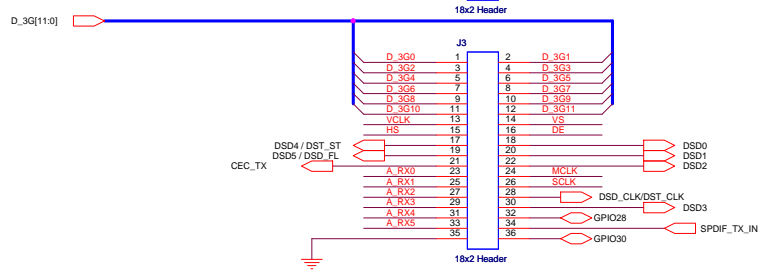 18x2 Header
D_3G[11:0]
J3
D_3G0 1 2 D_3G1
D_3G2 3 4 D_3G3
D_3G4 5 6 D_3G5
D_3G6 7 8 D_3G7
D_3G8 9 10 D_3G9
D_3G10 11 12 D_3G11
VCLK 13 14 VS
HS 15 16 DE
DSD4 / DST_ST 17 18 DSD0
DSD5 / DSD_FL 19 20 DSD1
CEC_TX 21 22 DSD2
A_RX0 23 24 MCLK
A_RX1 25 26 SCLK
A_RX2 27 28 DSD_CLK/DST_CLK
A_RX3 29 30 DSD3
A_RX4 31 32 GPIO28
A_RX5 33 34 SPDIF_TX_IN
35 36 GPIO30
18x2 Header